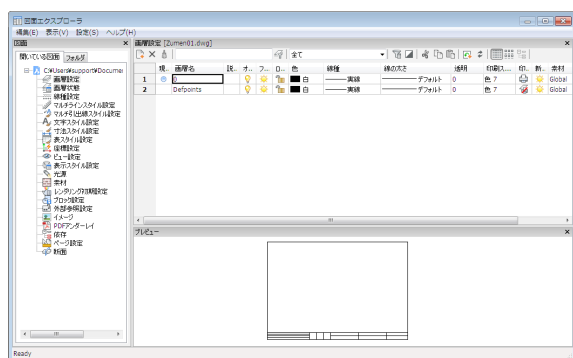 図面エクスプローラ
編集(E) 表示(V) 設定(S) ヘルプ(H)
図面
開いている図面 フォルダ
C:¥Users¥support¥Documer
画層設定
画層状態
線種設定
マルチラインスタイル設定
マルチ引出線スタイル設定
文字スタイル設定
寸法スタイル設定
表スタイル設定
座標設定
ビュー設定
表示スタイル設定
光源
素材
レンダリング初期設定
ブロック設定
外部参照設定
イメージ
PDFアンダーレイ
依存
ページ設定
断面
画層設定 [Zumen01.dwg]
全て
現.. 画層名 説.. オ.. フ... ロ.. 色 線種 線の太さ 透明 印刷ス... 印.. 新.. 素材
1 0 白 実線 デフォルト 0 色 7 Global
2 Defpoints 白 実線 デフォルト 0 色 7 Global
プレビュー
Ready